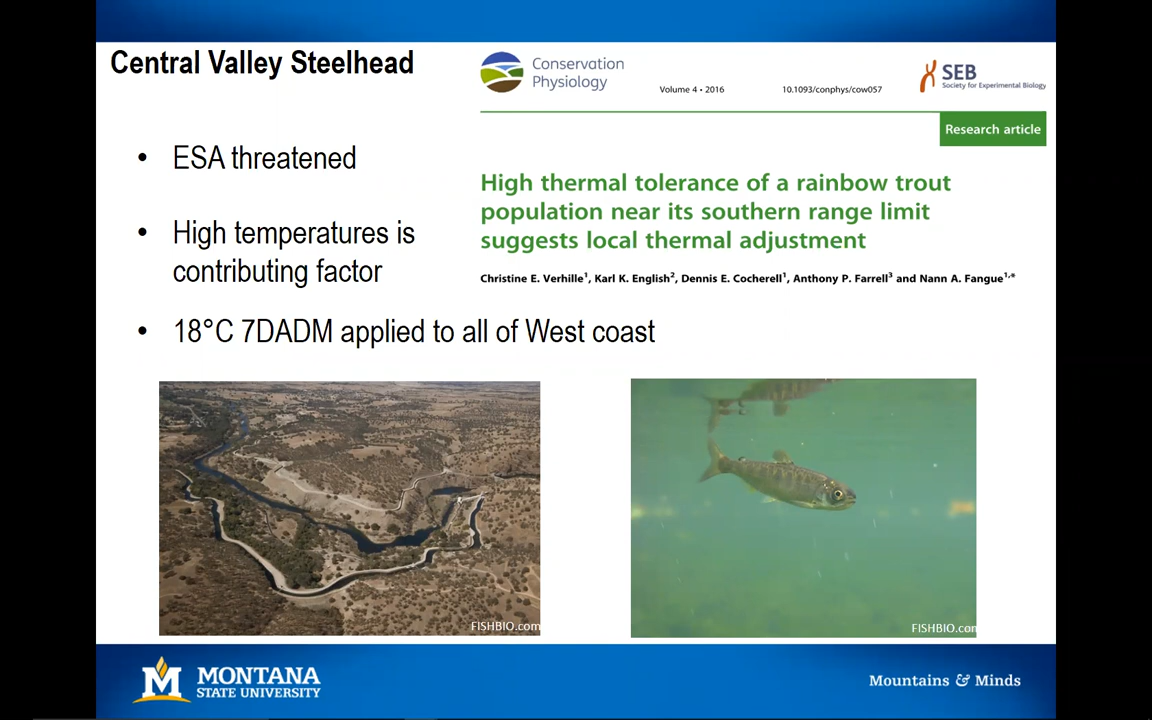 Central Valley Steelhead
• ESA threatened
• High temperatures is
contributing factor
• 18°C 7DADM applied to all of West coast
Conservation
Physiology
Volume 4 • 2016
10.1093/conphys/cow057
SEB
Society for Experimental Biology
Research article
High thermal tolerance of a rainbow trout
population near its southern range limit
suggests local thermal adjustment
Christine E. Verhille¹, Karl K. English², Dennis E. Cocherell¹, Anthony P. Farrell³ and Nann A. Fangue¹,*
FISHBIO.com
FISHBIO.com
M MONTANA
STATE UNIVERSITY
Mountains & Minds